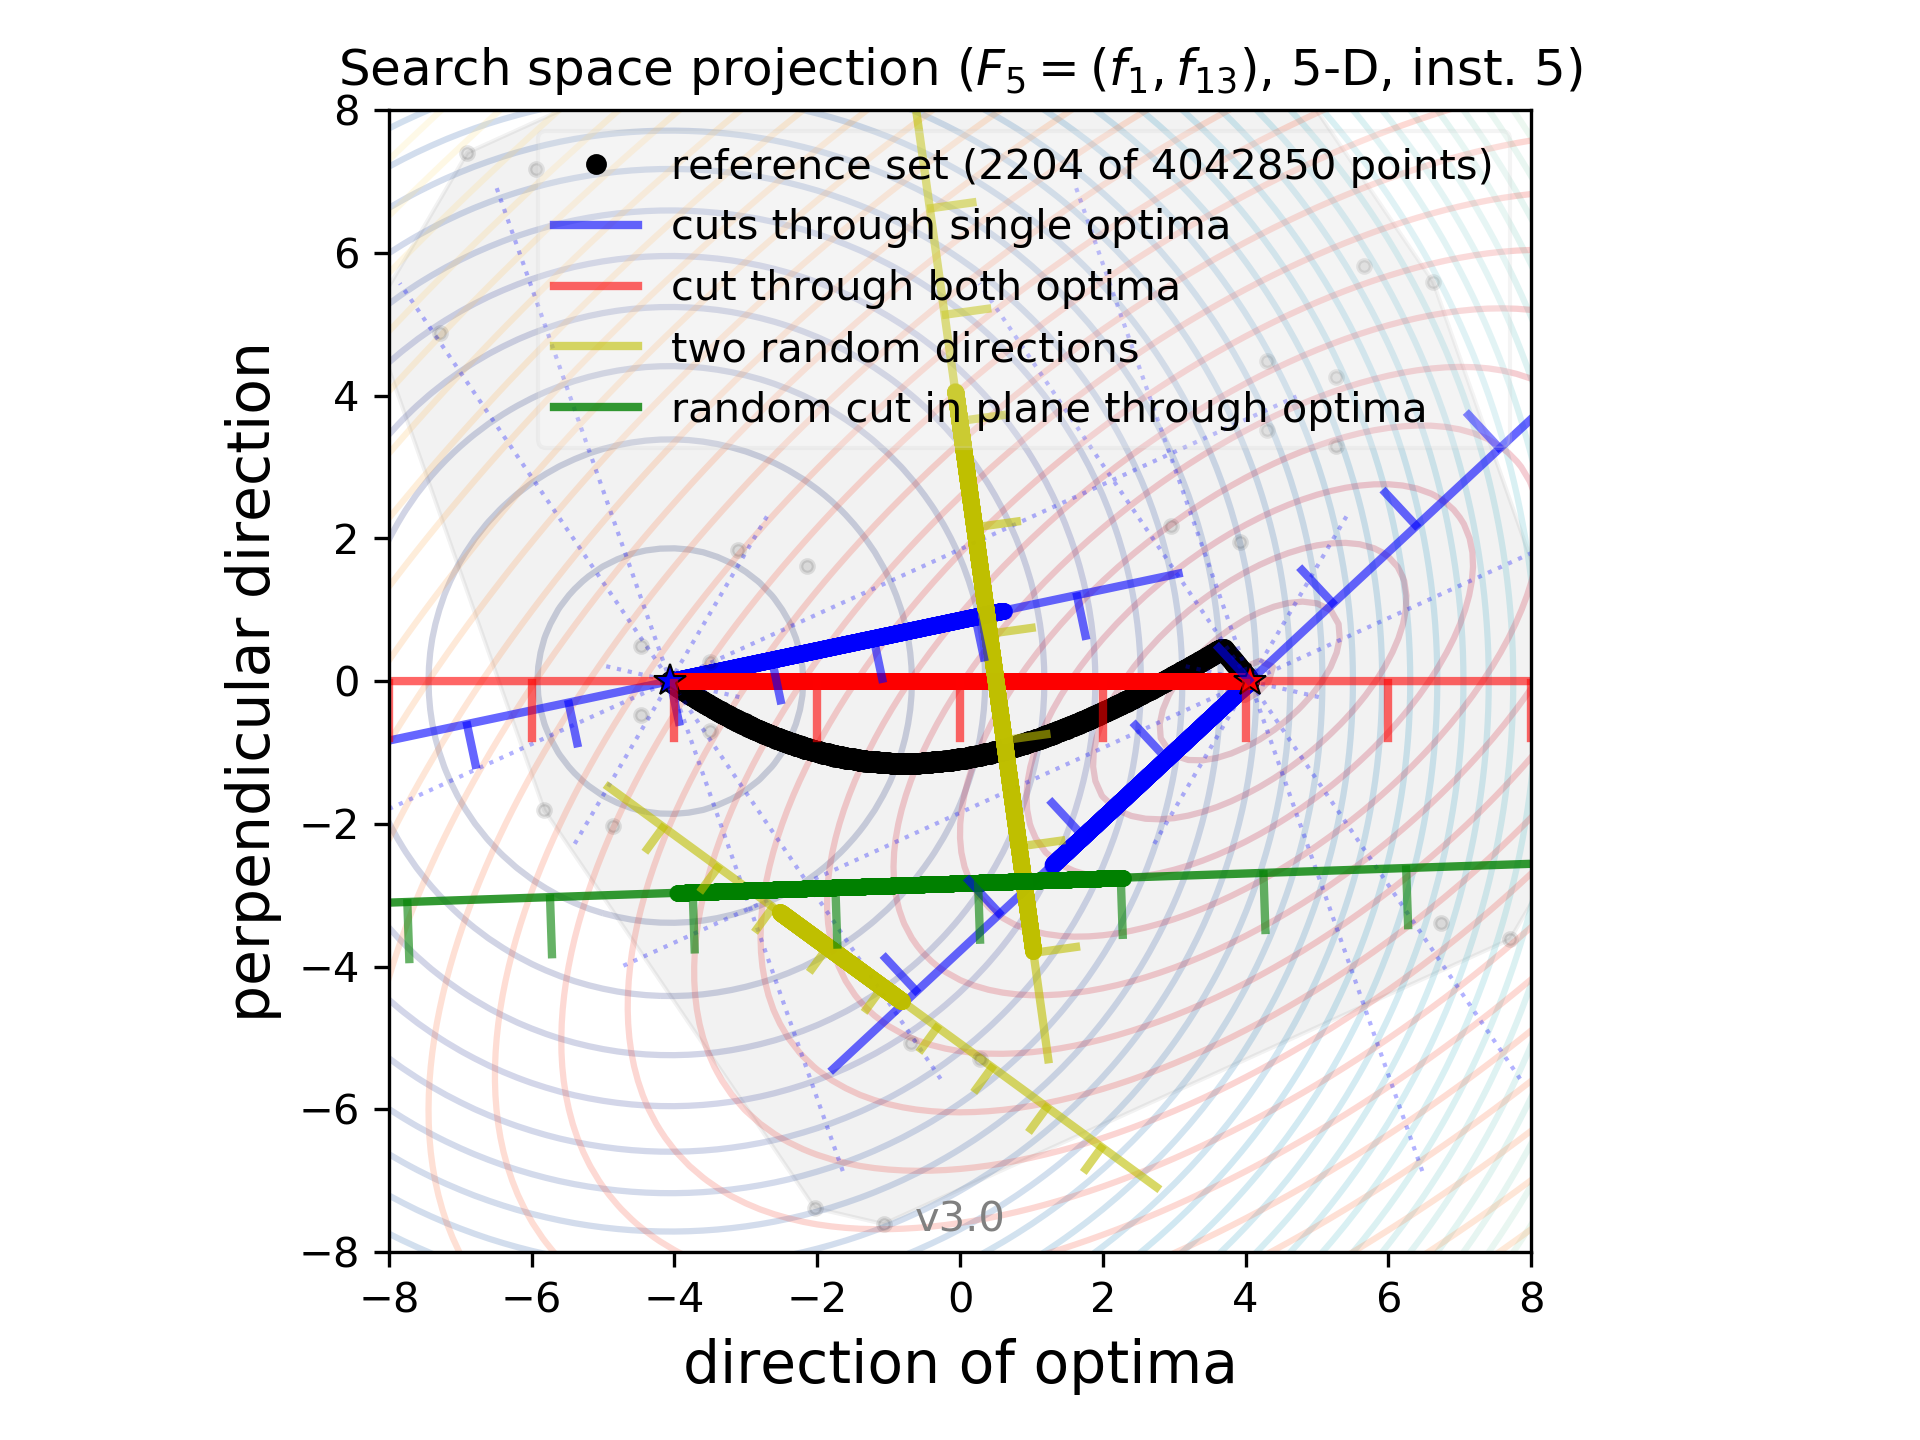 Search space projection (F₅ = (f₁, f₁₃), 5-D, inst. 5)
reference set (2204 of 4042850 points)
cuts through single optima
cut through both optima
two random directions
random cut in plane through optima
perpendicular direction
8
6
4
2
0
−2
−4
−6
−8
v3.0
−8 −6 −4 −2 0 2 4 6 8
direction of optima